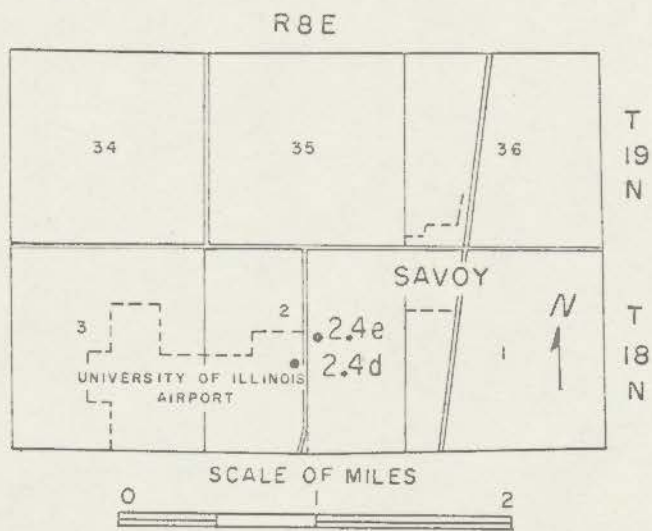 R8E
34 35 36
T
19
N
SAVOY
3 2 1
N
2.4e
2.4d
T
18
N
UNIVERSITY OF ILLINOIS
AIRPORT
SCALE OF MILES
0 1 2